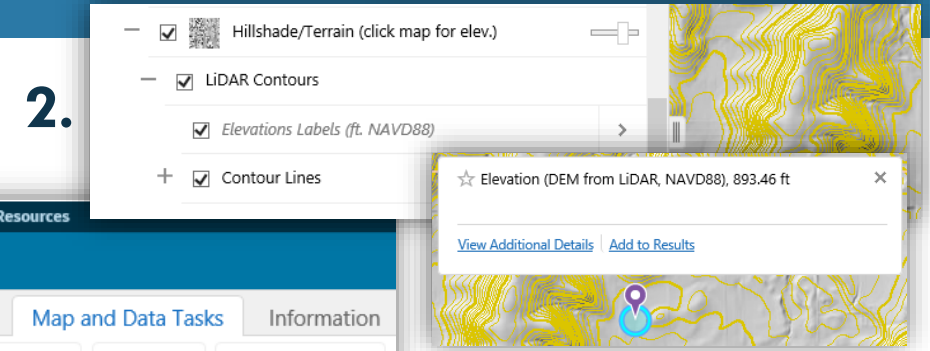 2.
Hillshade/Terrain (click map for elev.)
LiDAR Contours
Elevations Labels (ft. NAVD88)
Contour Lines
Elevation (DEM from LiDAR, NAVD88), 893.46 ft
View Additional Details Add to Results
Resources
Map and Data Tasks Information